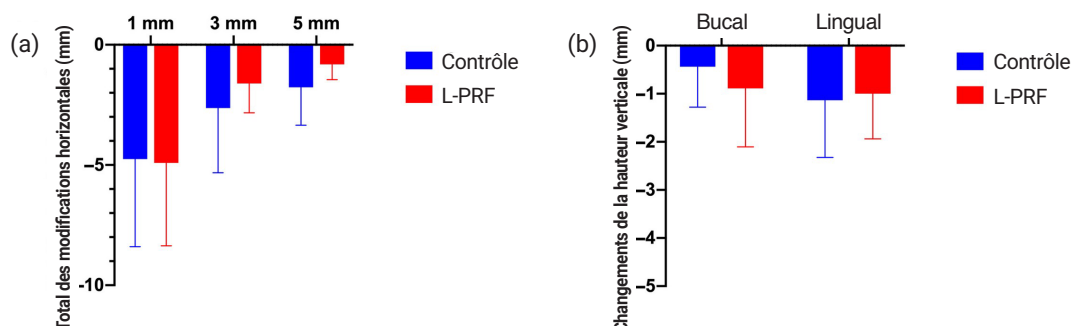 (a)
1 mm 3 mm 5 mm
Total des modifications horizontales (mm)
0
–5
-10
Contrôle
L-PRF
(b)
Bucal Lingual
Changements de la hauteur verticale (mm)
0
–1
–2
–3
–4
–5
Contrôle
L-PRF